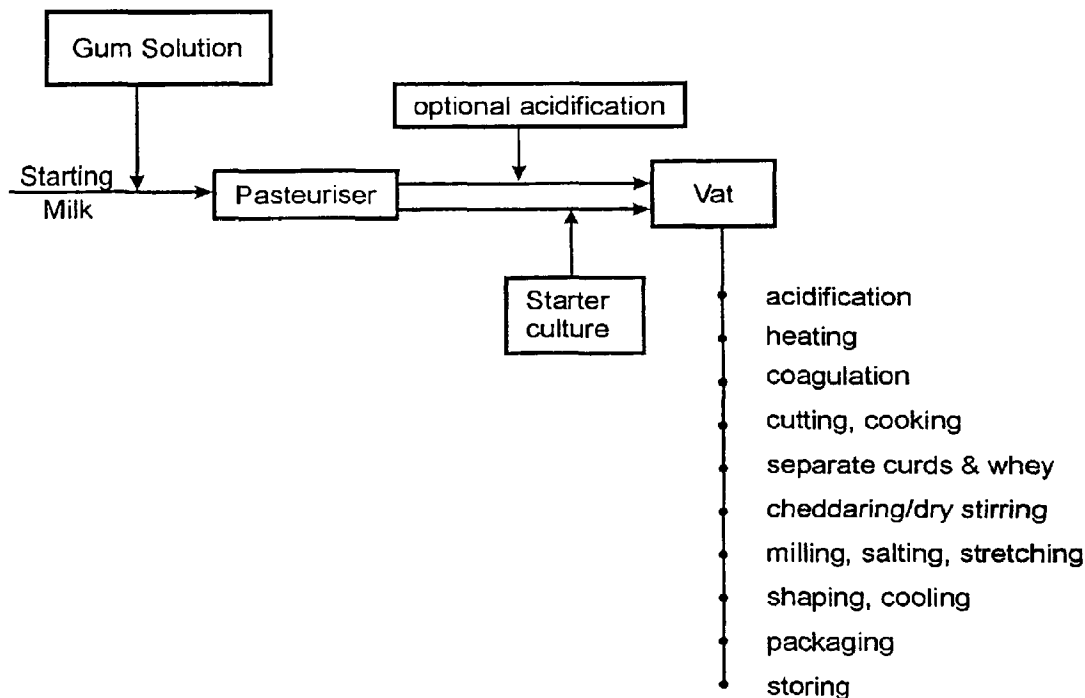 Gum Solution
optional acidification
Starting
Milk
Pasteuriser
Vat
Starter
culture
acidification
heating
coagulation
cutting, cooking
separate curds & whey
cheddaring/dry stirring
milling, salting, stretching
shaping, cooling
packaging
storing